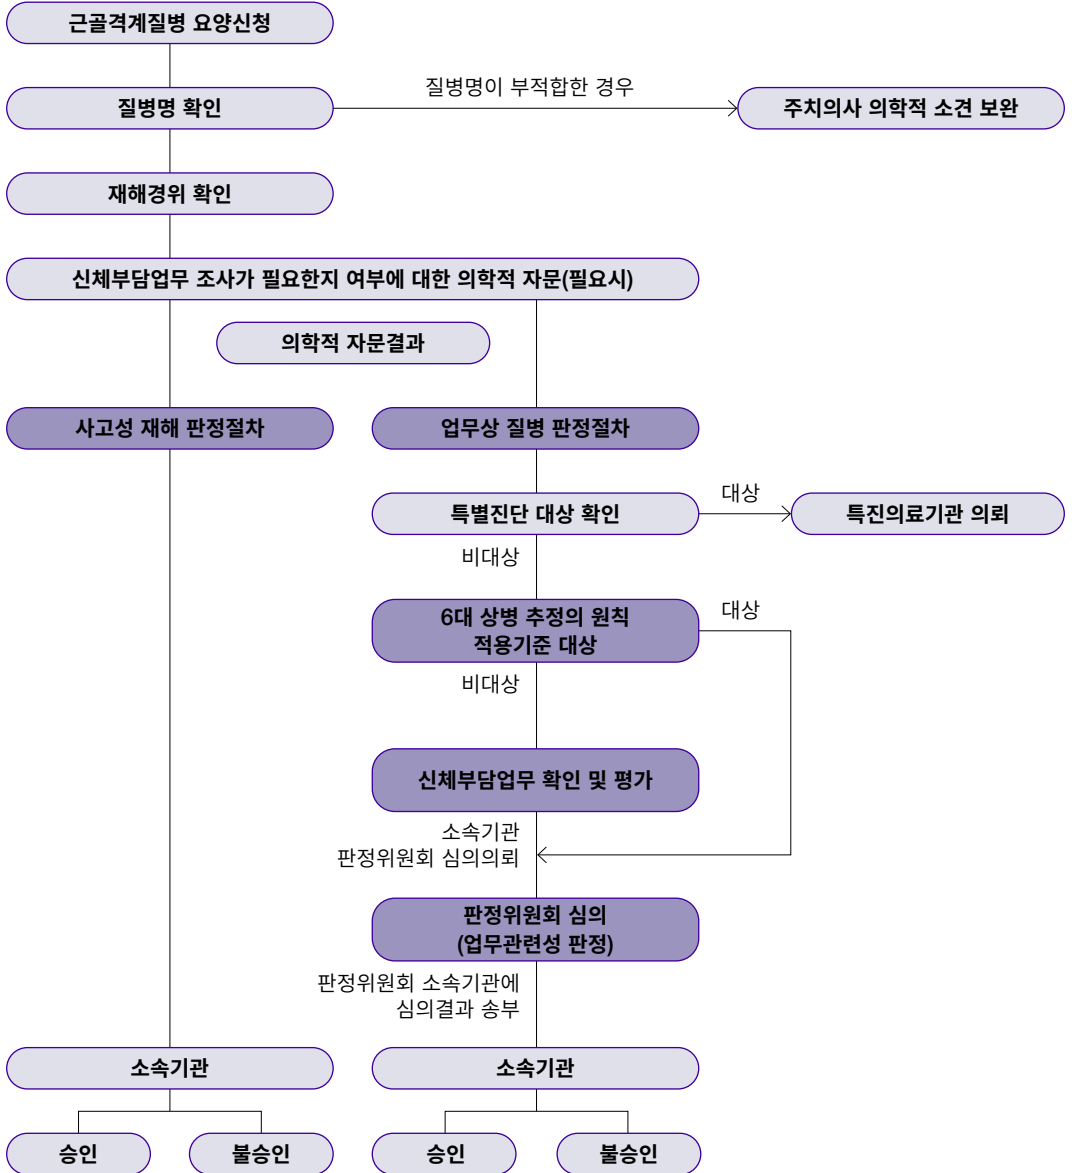 근골격계질병 요양신청
질병명 확인
질병명이 부적합한 경우
주치의사 의학적 소견 보완
재해경위 확인
신체부담업무 조사가 필요한지 여부에 대한 의학적 자문(필요시)
의학적 자문결과
사고성 재해 판정절차
업무상 질병 판정절차
특별진단 대상 확인
대상
특진의료기관 의뢰
비대상
6대 상병 추정의 원칙
적용기준 대상
대상
비대상
신체부담업무 확인 및 평가
소속기관
판정위원회 심의의뢰
판정위원회 심의
(업무관련성 판정)
판정위원회 소속기관에
심의결과 송부
소속기관
소속기관
승인
불승인
승인
불승인